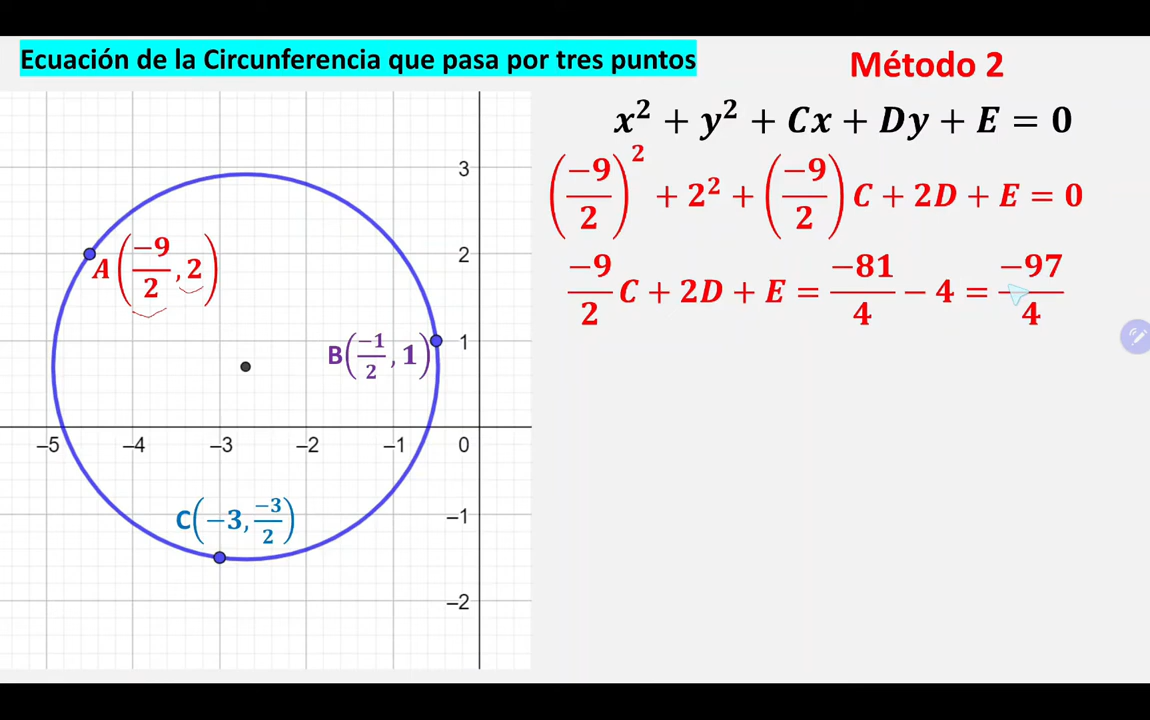 Ecuación de la Circunferencia que pasa por tres puntos
Método 2
x² + y² + Cx + Dy + E = 0
(−9/2)² + 2² + (−9/2) C + 2D + E = 0
−9/2 C + 2D + E = −81/4 − 4 = −97/4
3
2
1
0
−1
−2
−5 −4 −3 −2 −1
A(−9/2, 2)
B(−1/2, 1)
C(−3, −3/2)